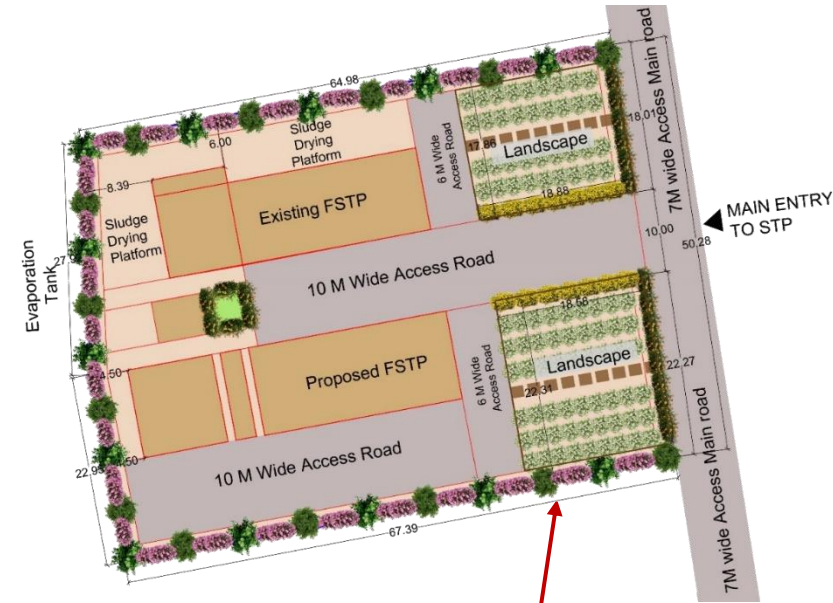 64.98
6.00
Sludge
Drying
Platform
8.39
Sludge
Drying
Platform
Existing FSTP
6 M Wide
Access Road
17.86
Landscape
18.88
18.01
7M wide Access Main road
MAIN ENTRY
TO STP
10.00
50.28
Evaporation
Tank
10 M Wide Access Road
18.58
Landscape
22.31
22.27
6 M Wide
Access Road
Proposed FSTP
4.50
22.93
10 M Wide Access Road
67.39
7M wide Access Main road